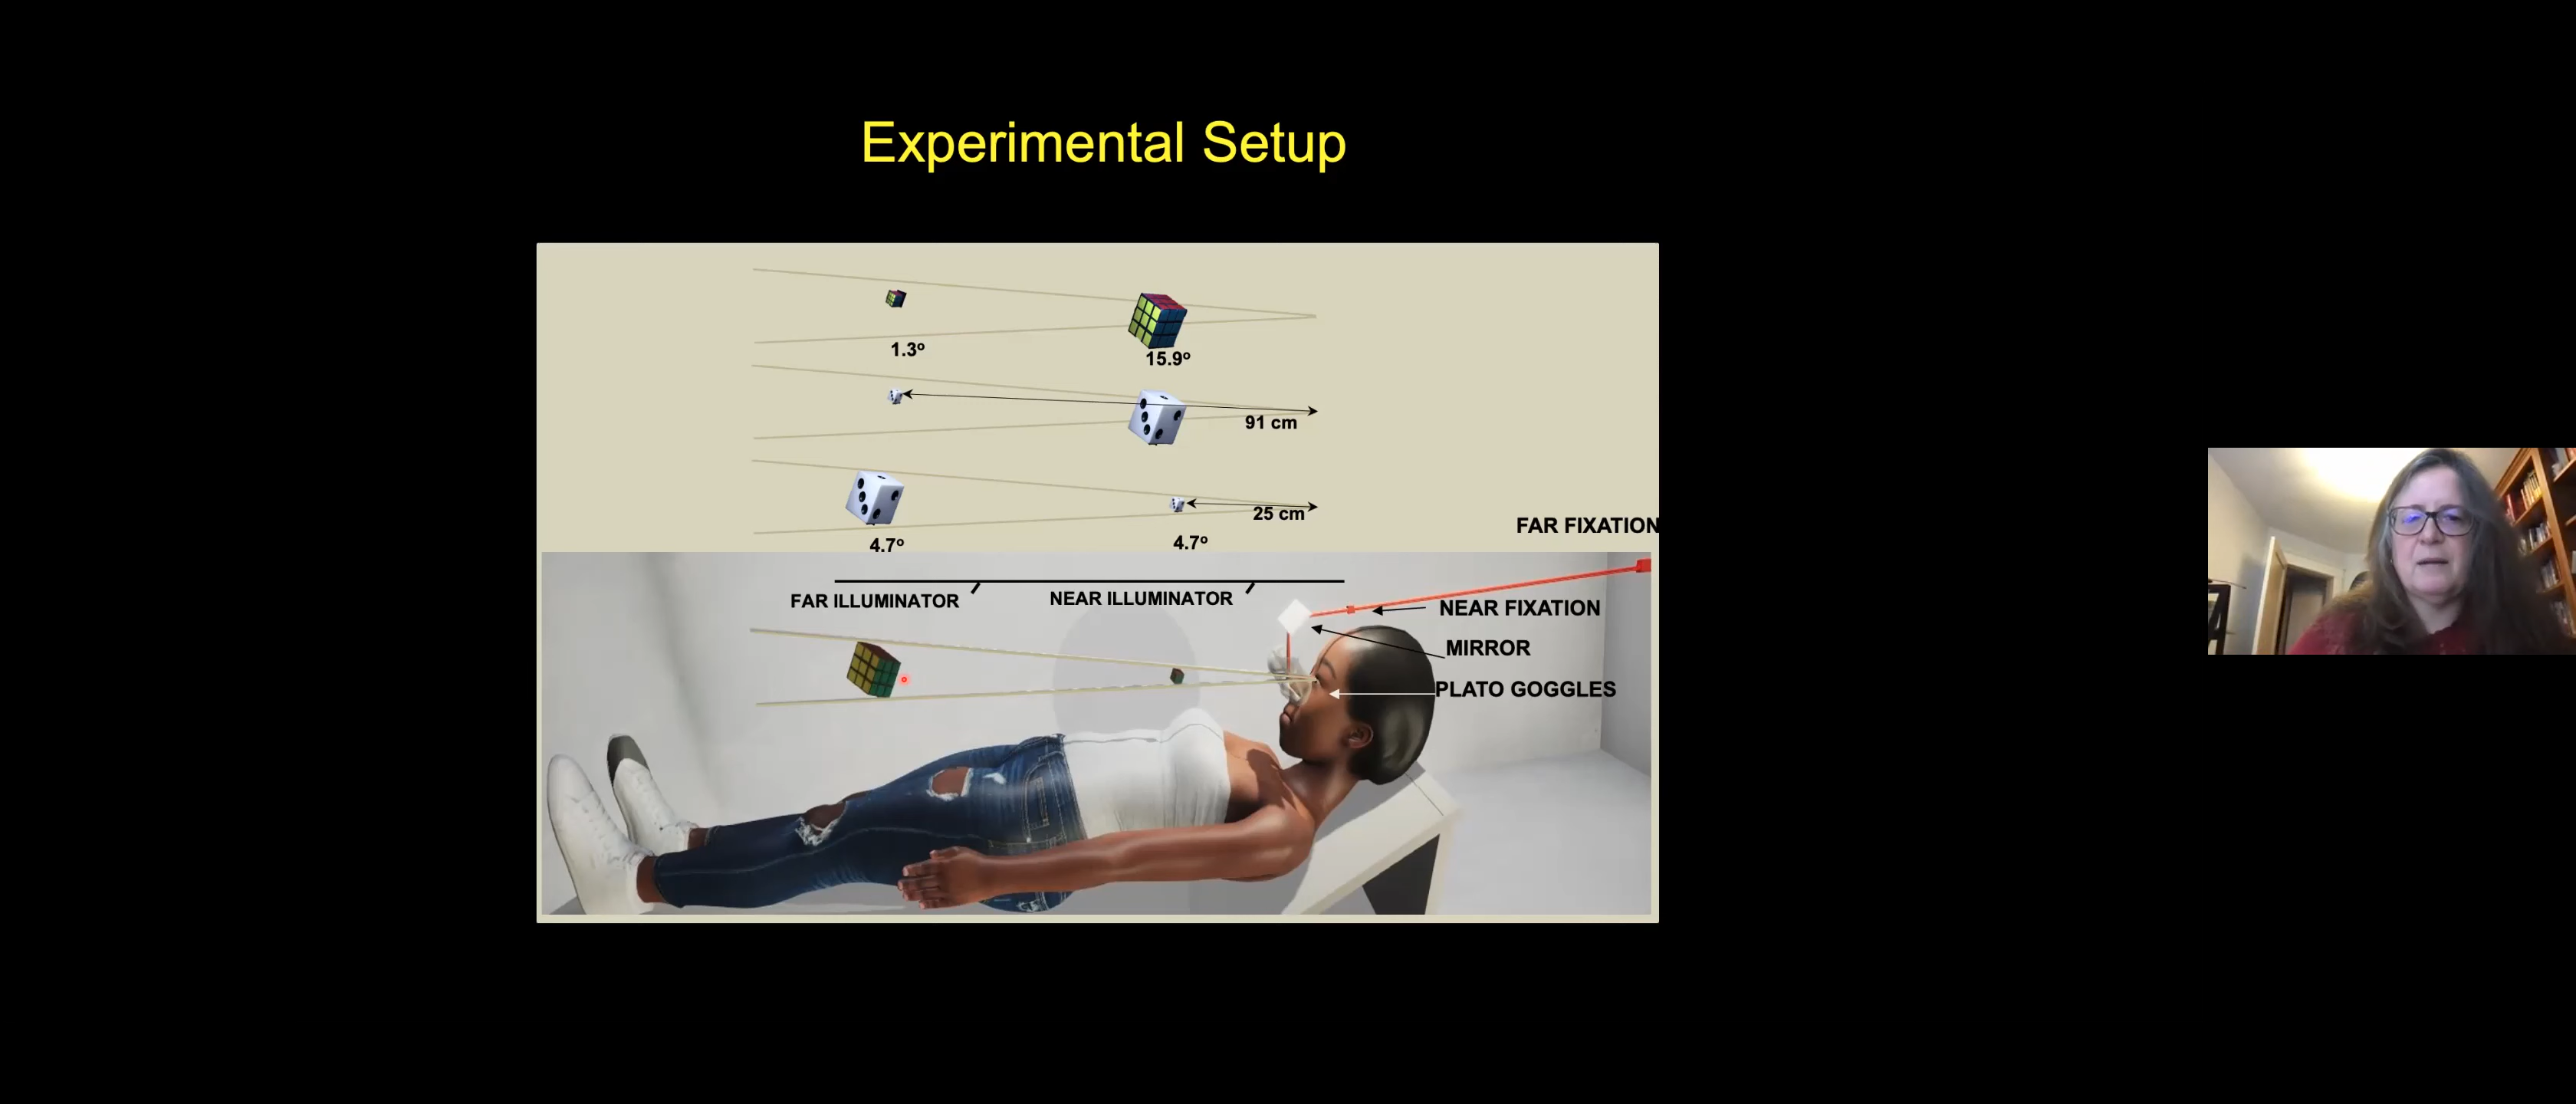 Experimental Setup
1.3º
15.9º
91 cm
25 cm
FAR FIXATION
4.7º
4.7º
FAR ILLUMINATOR
NEAR ILLUMINATOR
NEAR FIXATION
MIRROR
PLATO GOGGLES